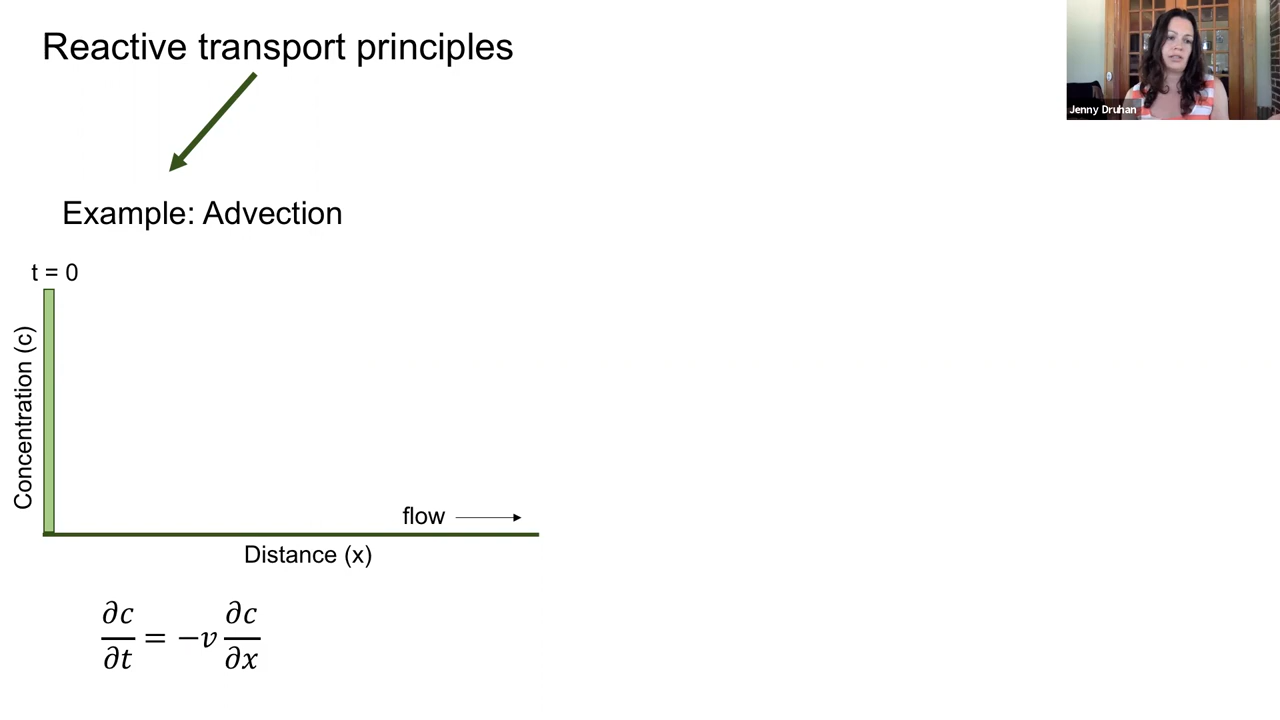 Reactive transport principles
Jenny Druhan
Example: Advection
t = 0
Concentration (c)
flow
Distance (x)
∂c/∂t = −v ∂c/∂x